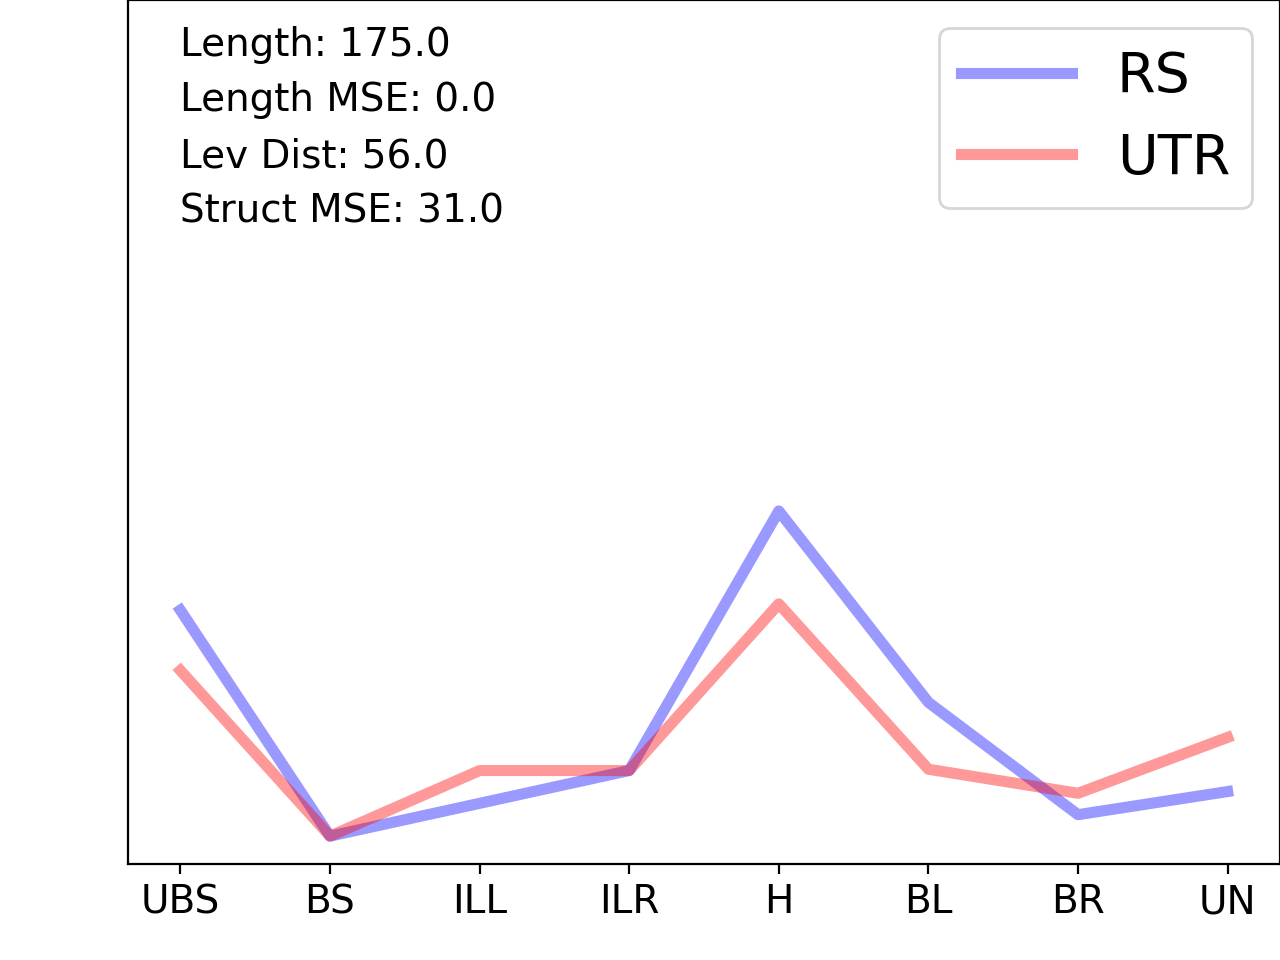 Length: 175.0
Length MSE: 0.0
Lev Dist: 56.0
Struct MSE: 31.0
RS
UTR
UBS BS ILL ILR H BL BR UN